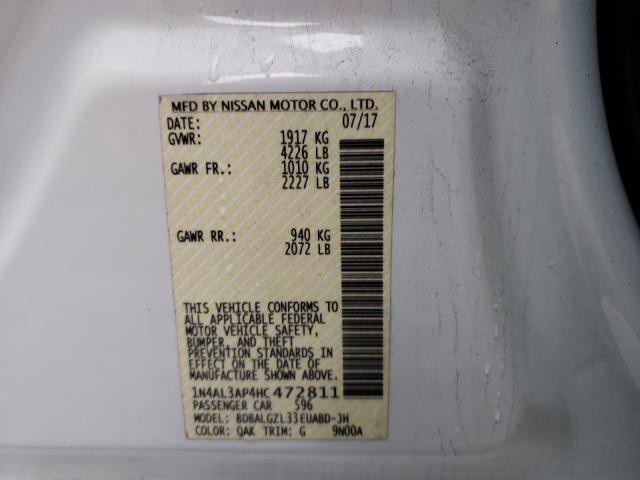 MFD BY NISSAN MOTOR CO., LTD.
DATE: 07/17
GVWR: 1917 KG
4226 LB
GAWR FR.: 1010 KG
2227 LB
GAWR RR.: 940 KG
2072 LB
THIS VEHICLE CONFORMS TO
ALL APPLICABLE FEDERAL
MOTOR VEHICLE SAFETY,
BUMPER, AND THEFT
PREVENTION STANDARDS IN
EFFECT ON THE DATE OF
MANUFACTURE SHOWN ABOVE.
1N4AL3AP4HC472811
PASSENGER CAR 596
MODEL: BDBALGZL33EUABD-JH
COLOR: QAK TRIM: G 9N00A